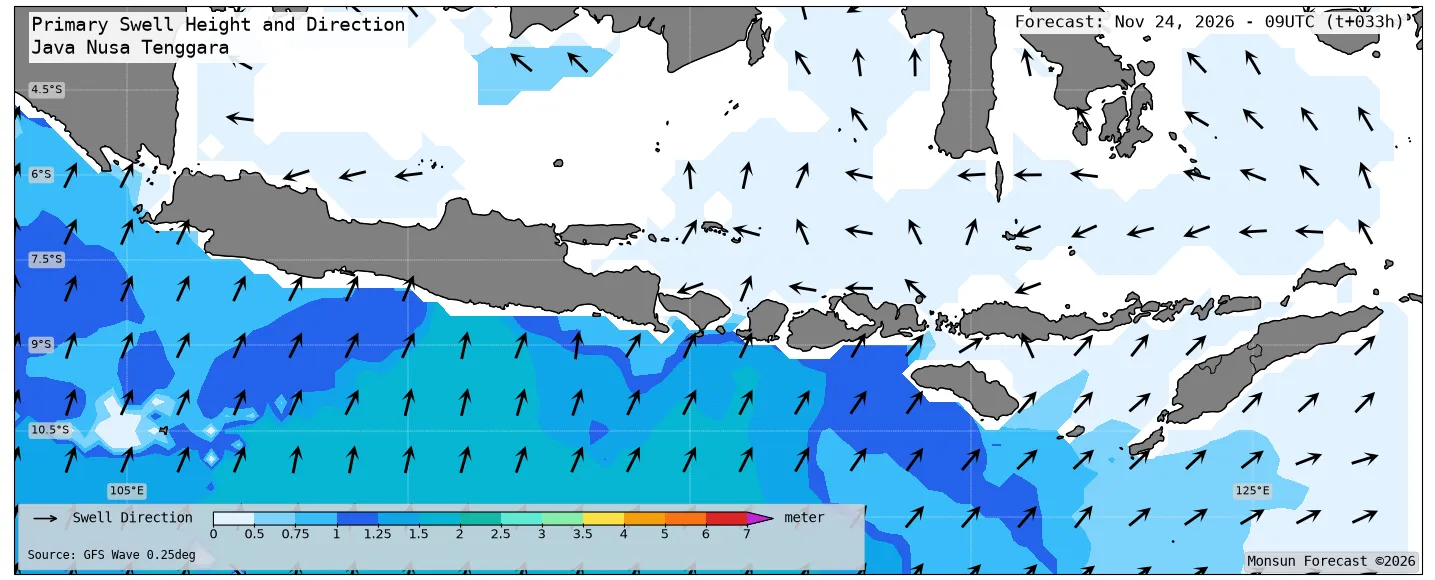 Primary Swell Height and Direction
Java Nusa Tenggara
Forecast: Nov 24, 2026 - 09UTC (t+033h)
4.5°S
6°S
7.5°S
9°S
10.5°S
105°E
125°E
Swell Direction
0 0.5 0.75 1 1.25 1.5 2 2.5 3 3.5 4 5 6 7
meter
Source: GFS Wave 0.25deg
Monsun Forecast ©2026